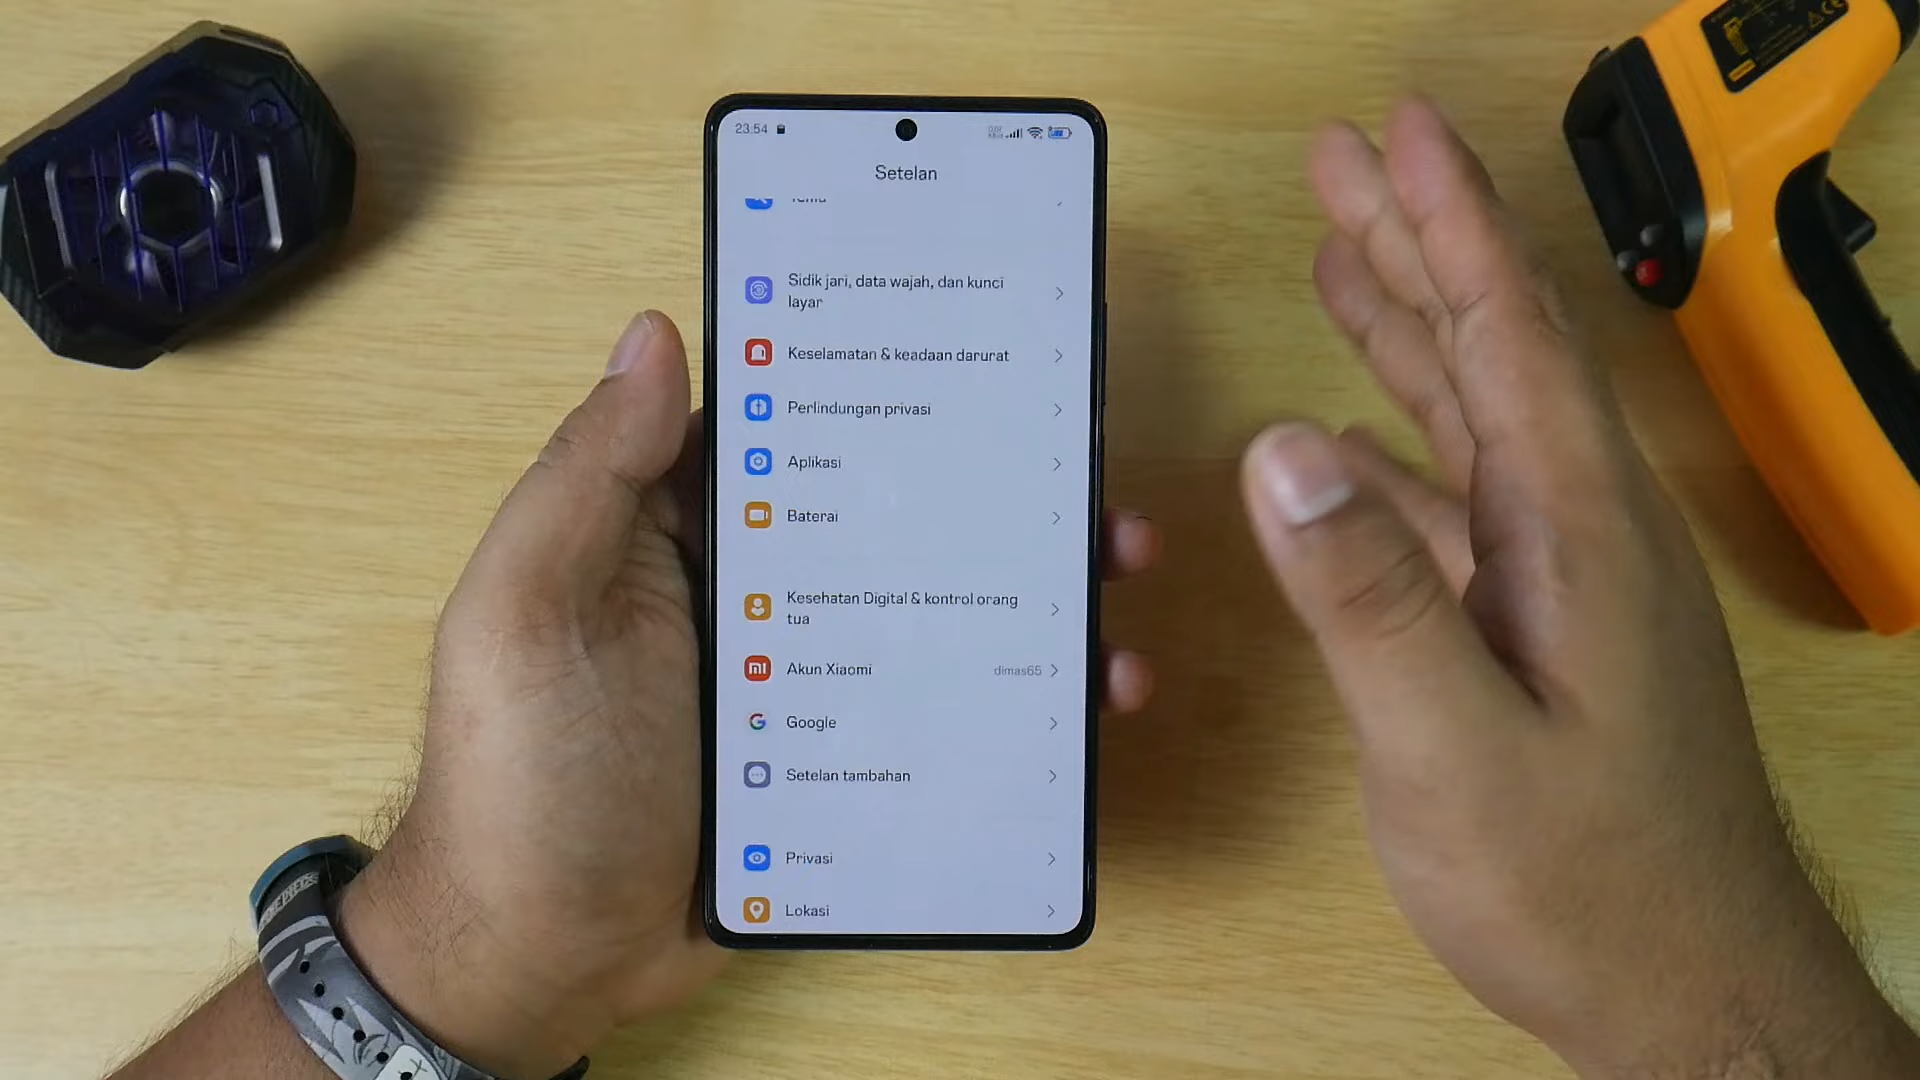 23:54
Setelan
Tema
Sidik jari, data wajah, dan kunci
layar
Keselamatan & keadaan darurat
Perlindungan privasi
Aplikasi
Baterai
Kesehatan Digital & kontrol orang
tua
Akun Xiaomi
dimas65
Google
Setelan tambahan
Privasi
Lokasi